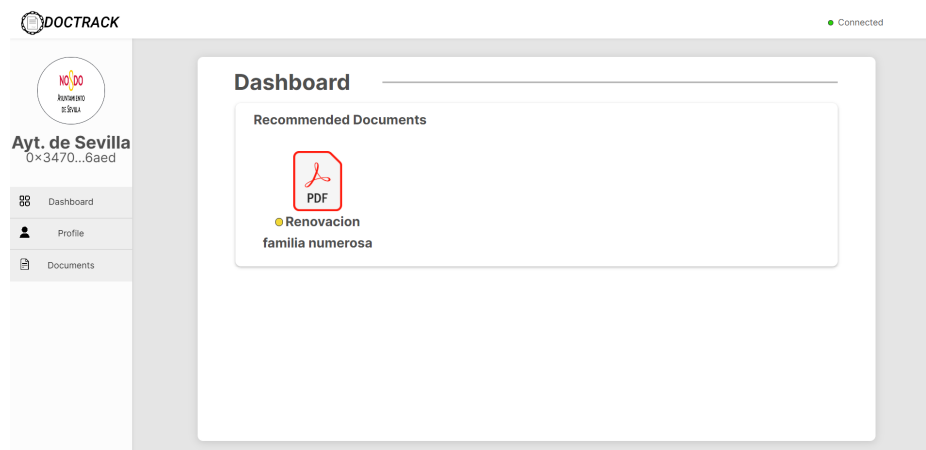 DOCTRACK
Connected
NO8DO
AYUNTAMIENTO
DE SEVILLA
Ayt. de Sevilla
0×3470...6aed
Dashboard
Profile
Documents
Dashboard
Recommended Documents
PDF
Renovacion
familia numerosa